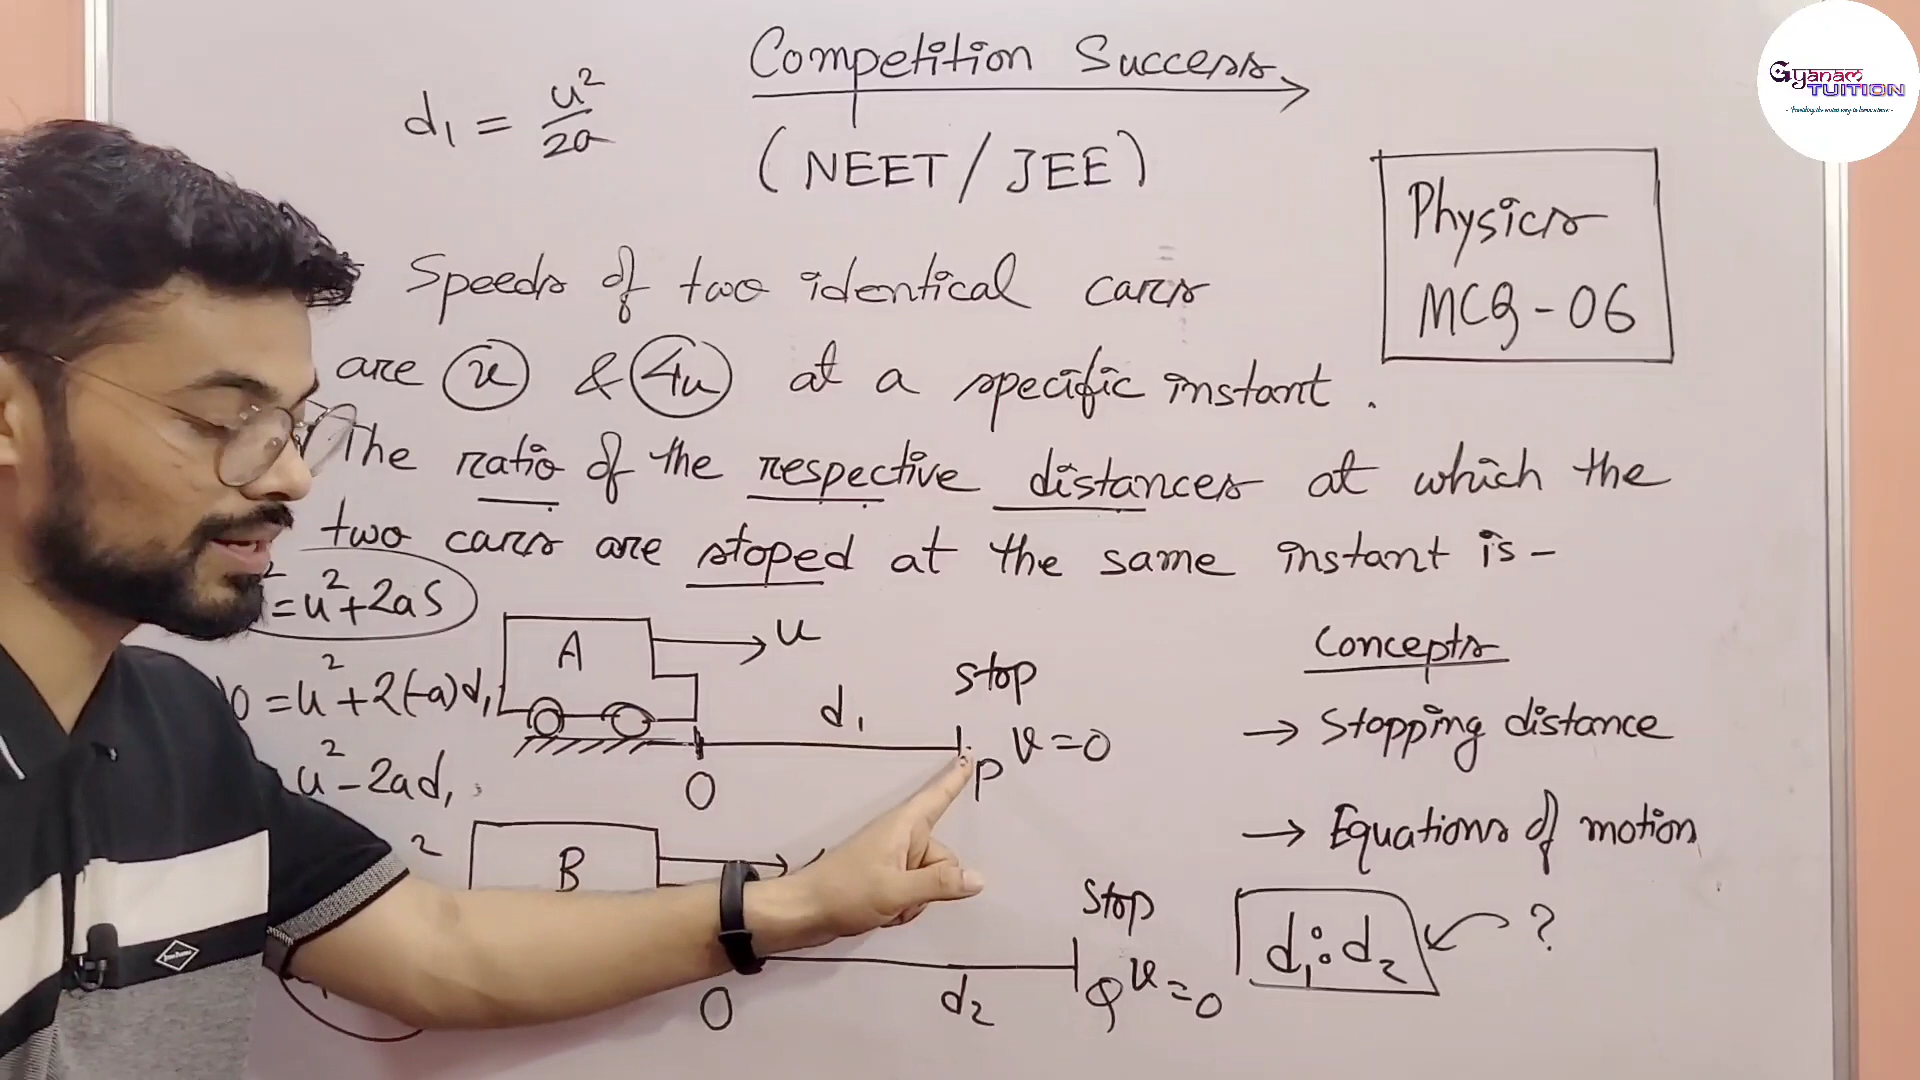 Competition Success
(NEET / JEE)
d₁ = u²/2a
Gyanam
TUITION
Physics
MCQ-06
Speeds of two identical cars
are u & 4u at a specific instant.
The ratio of the respective distances at which the
two cars are stoped at the same instant is -
² = u² + 2aS
0 = u² + 2(-a)d₁
u² - 2ad₁
2
A
u
d₁
stop
v = 0
O
P
B
stop
v = 0
O
d₂
Q
Concepts
→ Stopping distance
→ Equations of motion
d₁ : d₂
?